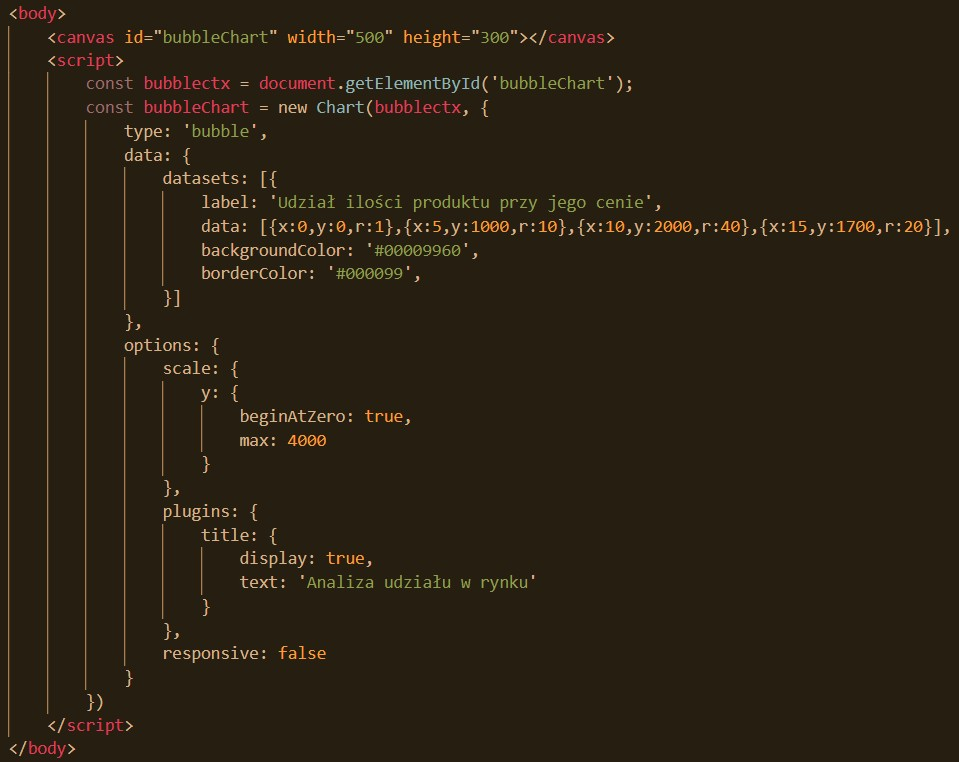 <body>
    <canvas id="bubbleChart" width="500" height="300"></canvas>
    <script>
        const bubblectx = document.getElementById('bubbleChart');
        const bubbleChart = new Chart(bubblectx, {
            type: 'bubble',
            data: {
                datasets: [{
                    label: 'Udział ilości produktu przy jego cenie',
                    data: [{x:0,y:0,r:1},{x:5,y:1000,r:10},{x:10,y:2000,r:40},{x:15,y:1700,r:20}],
                    backgroundColor: '#00009960',
                    borderColor: '#000099',
                }]
            },
            options: {
                scale: {
                    y: {
                        beginAtZero: true,
                        max: 4000
                    }
                },
                plugins: {
                    title: {
                        display: true,
                        text: 'Analiza udziału w rynku'
                    }
                },
                responsive: false
            }
        })
    </script>
</body>